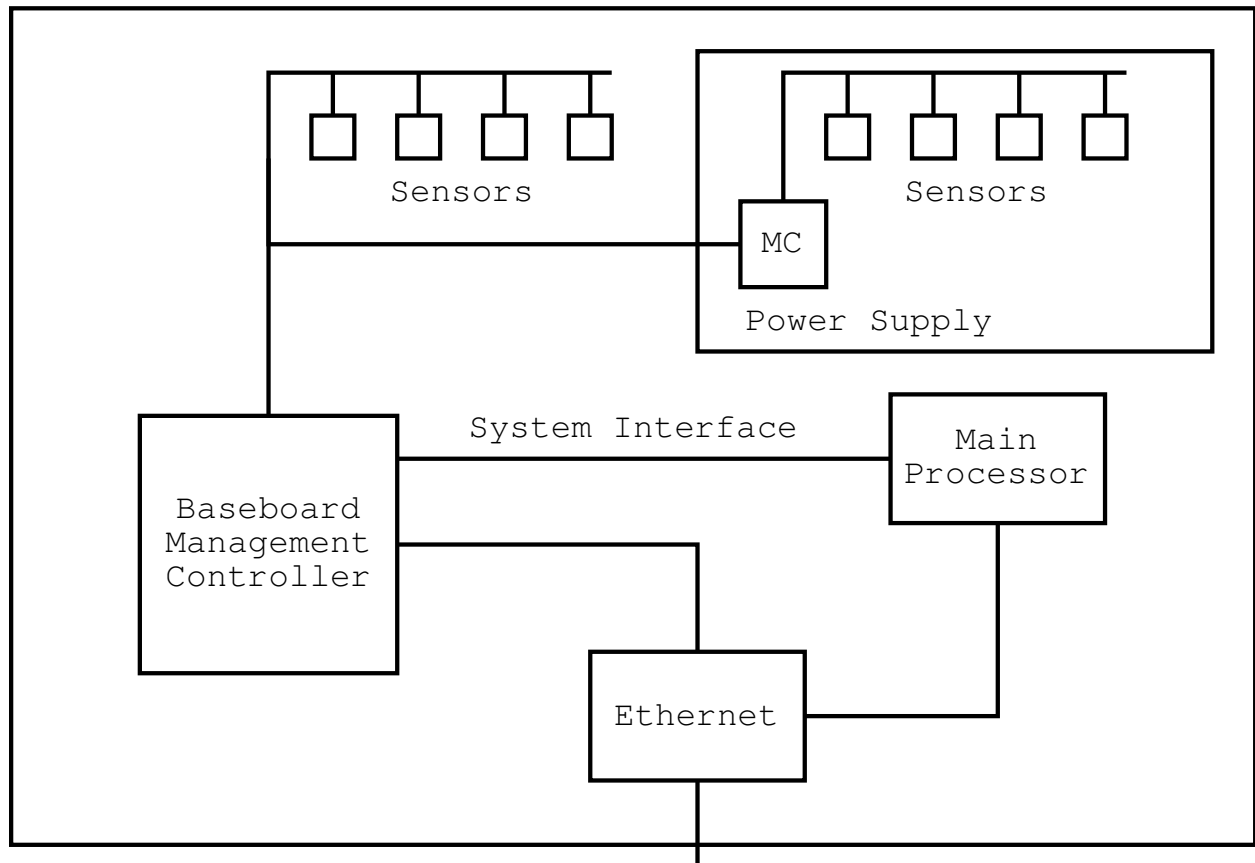 Sensors
Sensors
MC
Power Supply
System Interface
Main
Processor
Baseboard
Management
Controller
Ethernet